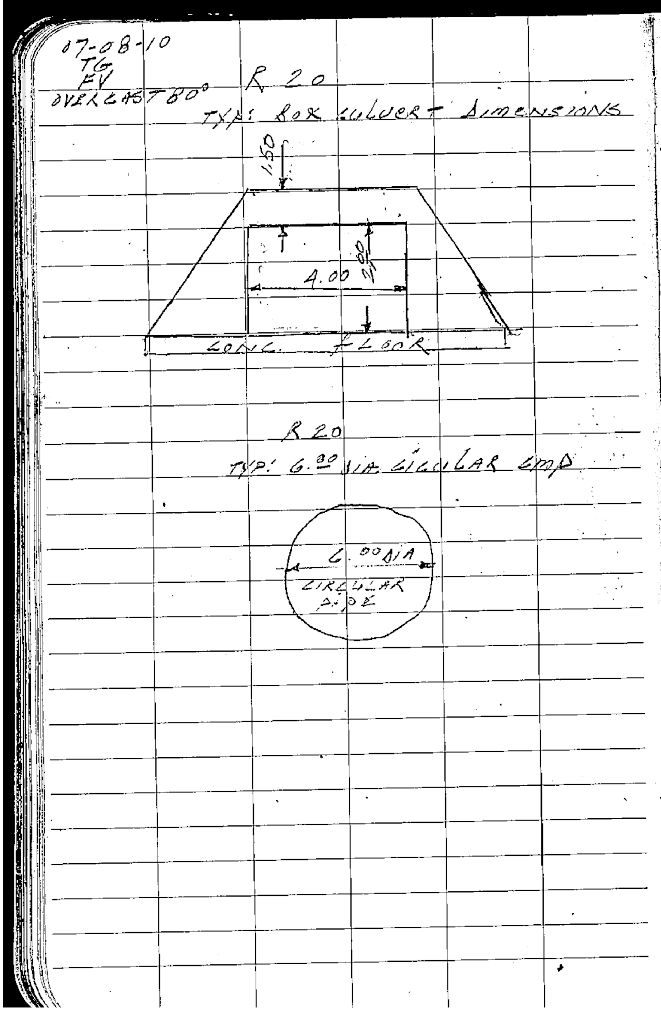 07-08-10
TG
FV
OVERCAST 80°
R 20
TYP: BOX CULVERT DIMENSIONS
1.50
4.00
CONC. FLOOR
R 20
TYP: 6.00 DIA CICULAR CMP
6.00 DIA
CIRCULAR
PIPE